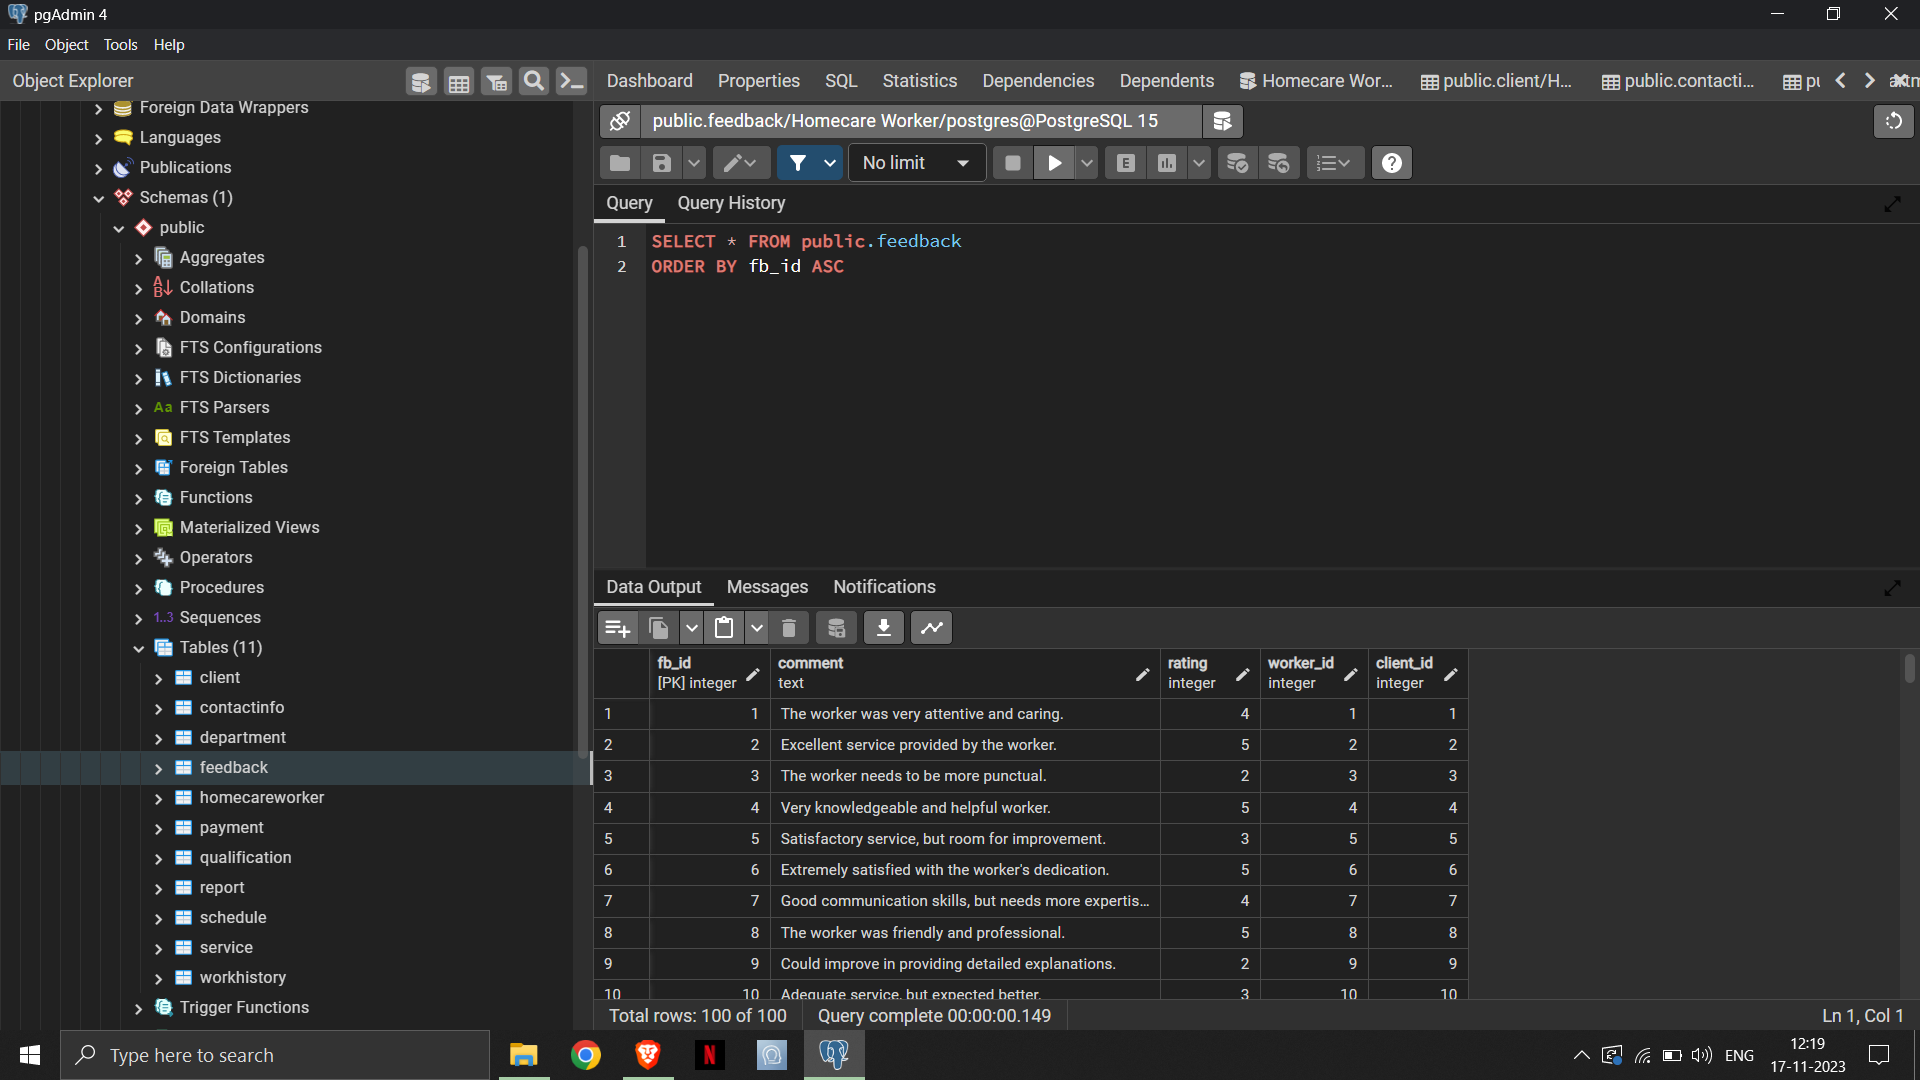 pgAdmin 4
File Object Tools Help
Object Explorer
Dashboard Properties SQL Statistics Dependencies Dependents Homecare Wor... public.client/H... public.contacti...
Foreign Data Wrappers
Languages
Publications
Schemas (1)
public
Aggregates
Collations
Domains
FTS Configurations
FTS Dictionaries
Aa FTS Parsers
FTS Templates
Foreign Tables
Functions
Materialized Views
Operators
Procedures
1..3 Sequences
Tables (11)
client
contactinfo
department
feedback
homecareworker
payment
qualification
report
schedule
service
workhistory
Trigger Functions
public.feedback/Homecare Worker/postgres@PostgreSQL 15
No limit
E
Query Query History
1 SELECT * FROM public.feedback
2 ORDER BY fb_id ASC
Data Output Messages Notifications
fb_id comment rating worker_id client_id
[PK] integer text integer integer integer
1 1 The worker was very attentive and caring. 4 1 1
2 2 Excellent service provided by the worker. 5 2 2
3 3 The worker needs to be more punctual. 2 3 3
4 4 Very knowledgeable and helpful worker. 5 4 4
5 5 Satisfactory service, but room for improvement. 3 5 5
6 6 Extremely satisfied with the worker's dedication. 5 6 6
7 7 Good communication skills, but needs more expertis... 4 7 7
8 8 The worker was friendly and professional. 5 8 8
9 9 Could improve in providing detailed explanations. 2 9 9
10 10 Adequate service, but expected better. 3 10 10
Total rows: 100 of 100 Query complete 00:00:00.149 Ln 1, Col 1
Type here to search
ENG
12:19
17-11-2023